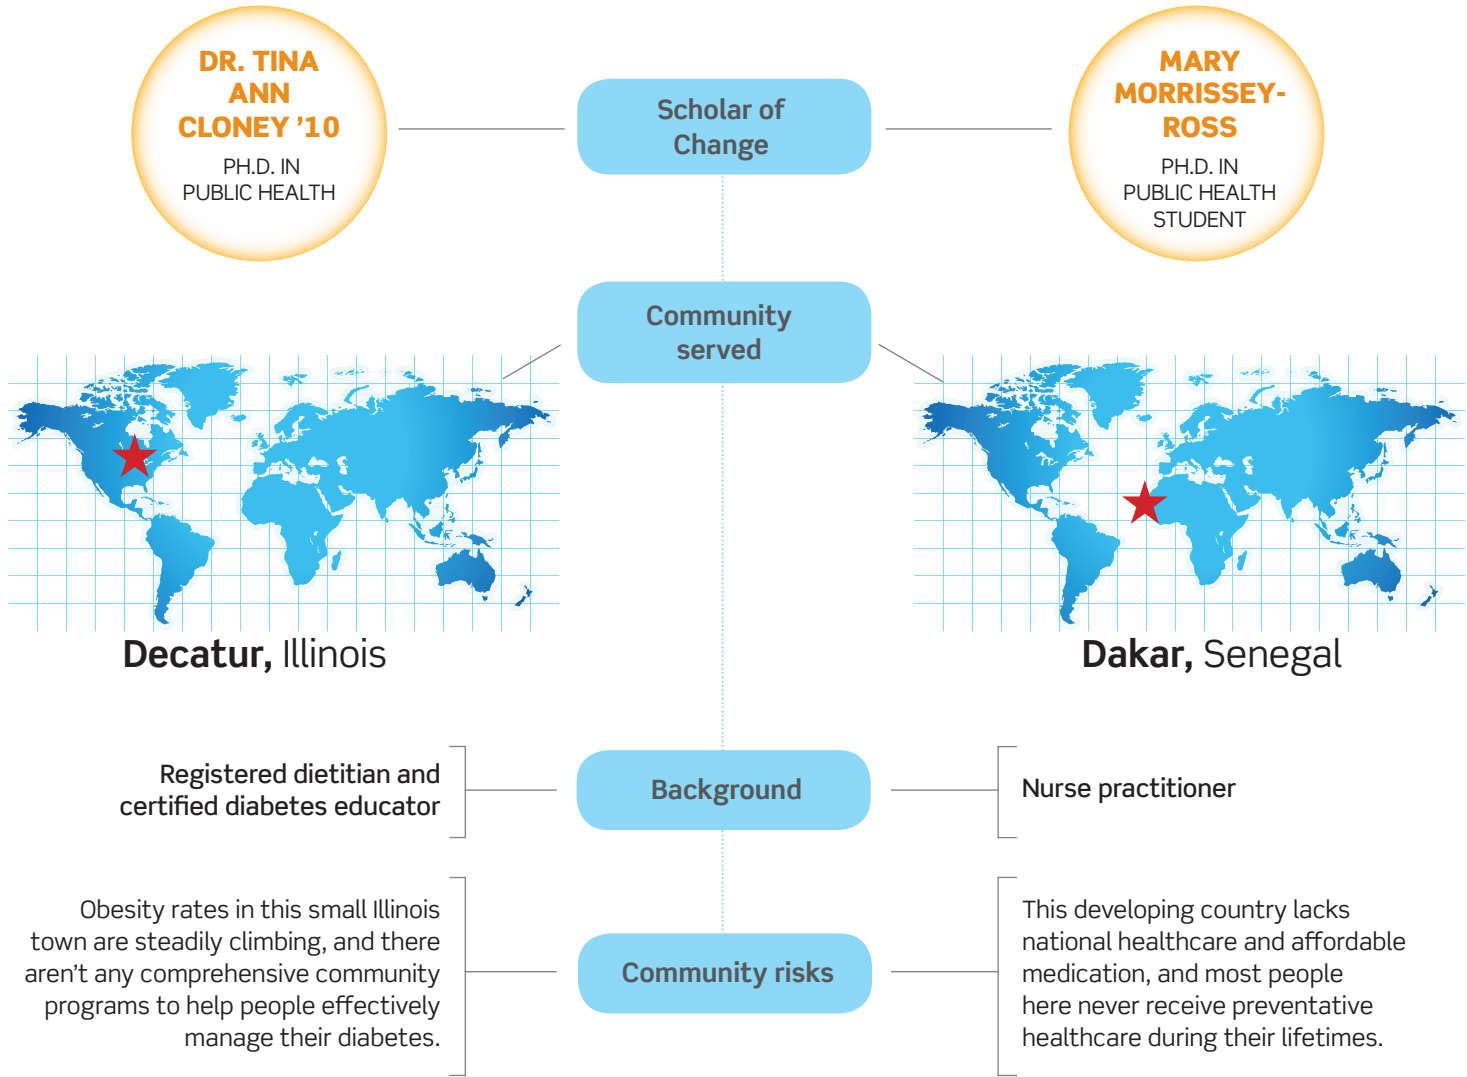 DR. TINA
ANN
CLONEY ’10
PH.D. IN
PUBLIC HEALTH
Scholar of
Change
MARY
MORRISSEY-
ROSS
PH.D. IN
PUBLIC HEALTH
STUDENT
Community
served
Decatur, Illinois
Dakar, Senegal
Registered dietitian and
certified diabetes educator
Background
Nurse practitioner
Obesity rates in this small Illinois
town are steadily climbing, and there
aren’t any comprehensive community
programs to help people effectively
manage their diabetes.
Community risks
This developing country lacks
national healthcare and affordable
medication, and most people
here never receive preventative
healthcare during their lifetimes.